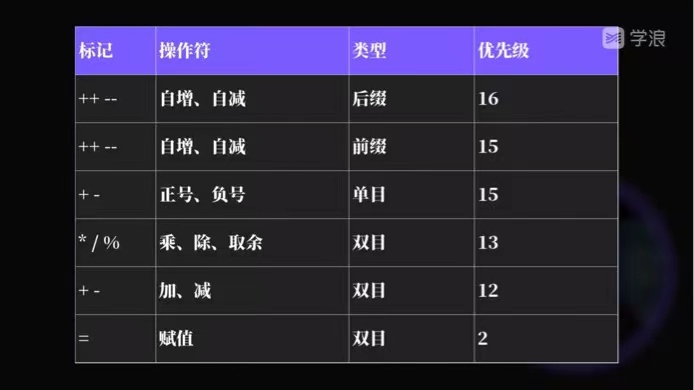 学浪
标记 操作符 类型 优先级
++ -- 自增、自减 后缀 16
++ -- 自增、自减 前缀 15
+ - 正号、负号 单目 15
* / % 乘、除、取余 双目 13
+ - 加、减 双目 12
= 赋值 双目 2